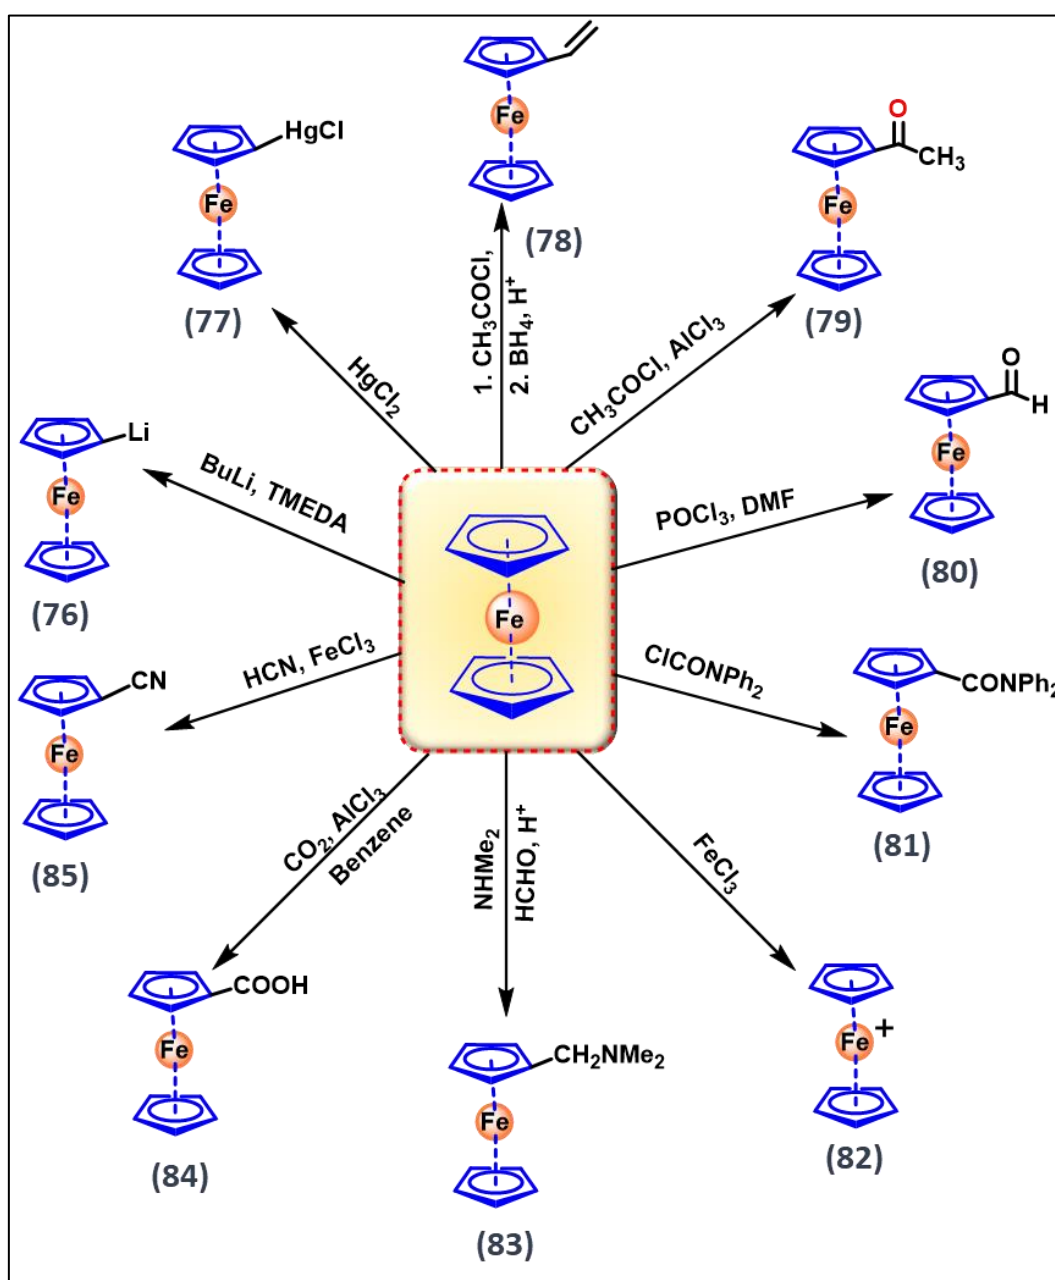 Fe
(78)
HgCl
Fe
(77)
O
CH₃
Fe
(79)
1. CH₃COCl,
2. BH₄, H⁺
HgCl₂
CH₃COCl, AlCl₃
O
H
Fe
(80)
Li
Fe
(76)
BuLi, TMEDA
POCl₃, DMF
Fe
CN
Fe
(85)
HCN, FeCl₃
ClCONPh₂
CONPh₂
Fe
(81)
CO₂, AlCl₃
Benzene
NHMe₂
HCHO, H⁺
FeCl₃
COOH
Fe
(84)
CH₂NMe₂
Fe
(83)
Fe
+
(82)